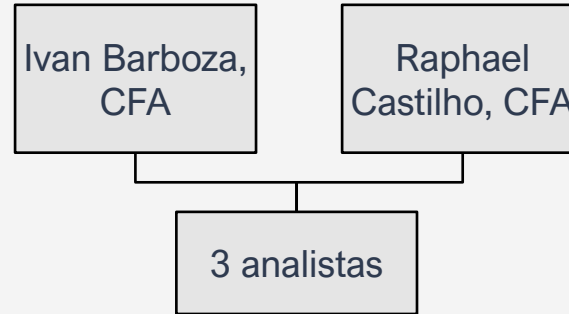 Ivan Barboza,
CFA
Raphael
Castilho, CFA
3 analistas